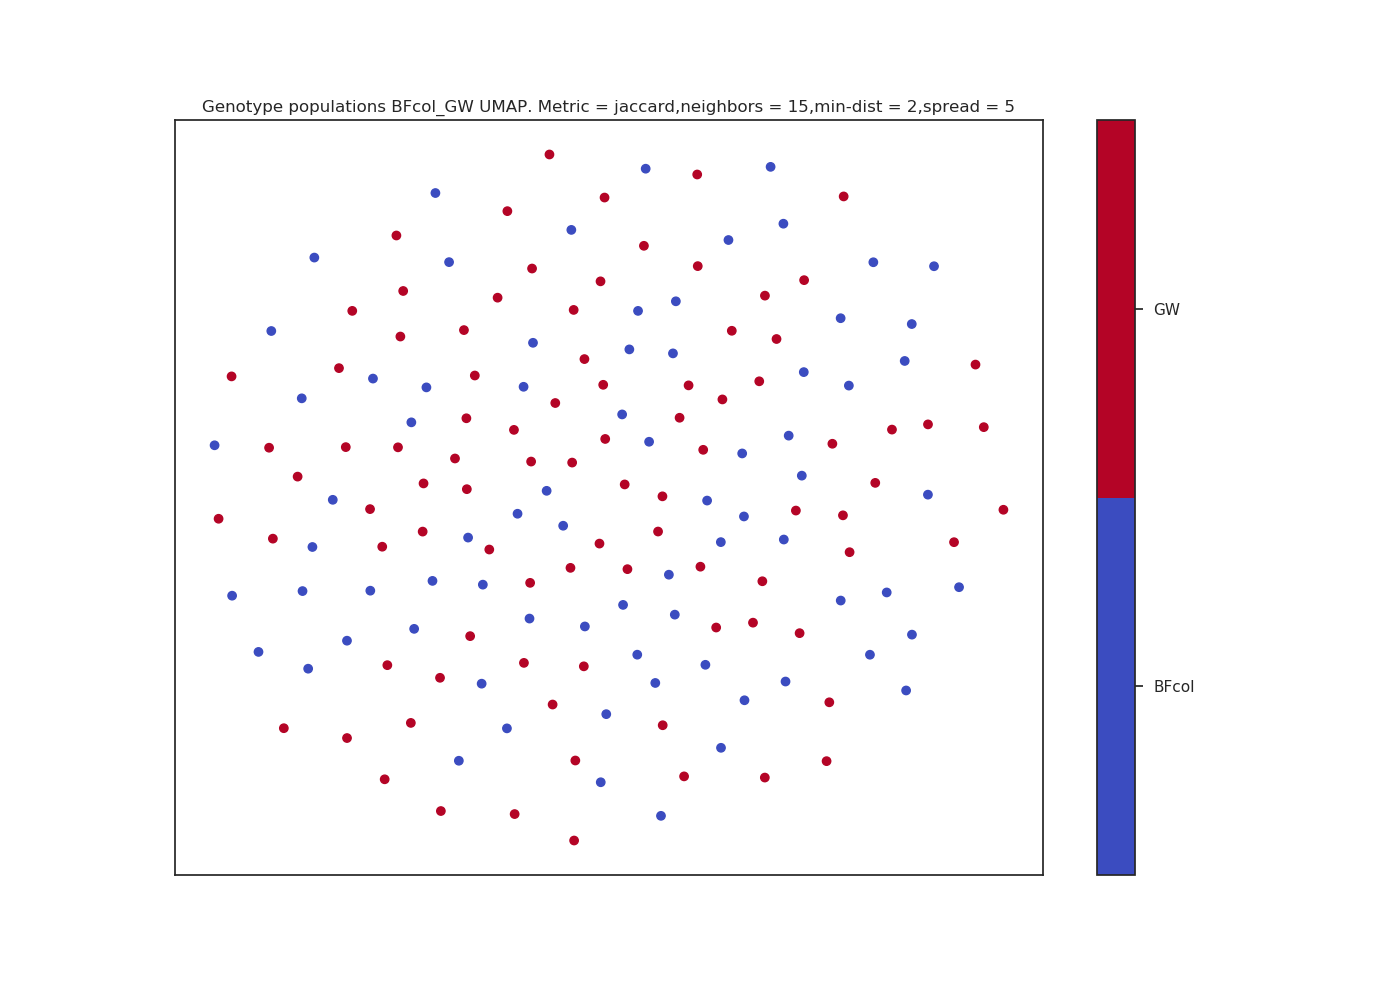 Genotype populations BFcol_GW UMAP. Metric = jaccard,neighbors = 15,min-dist = 2,spread = 5
GW
BFcol